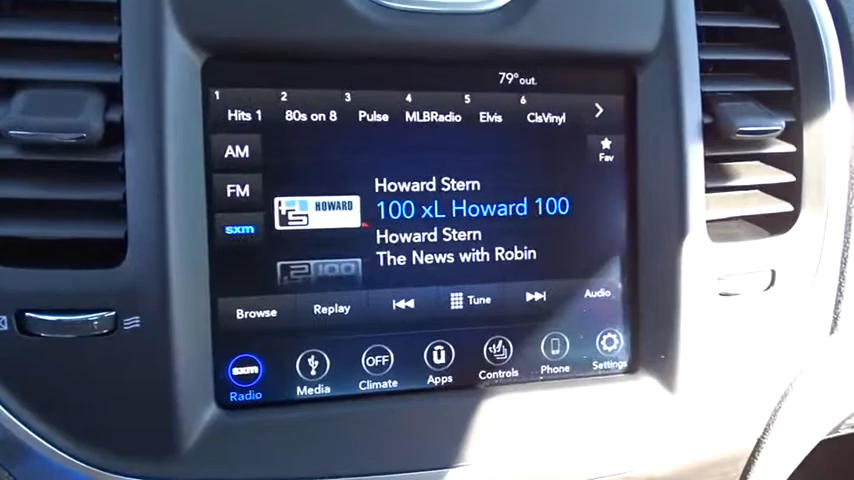 79° out.
1 2 3 4 5 6
Hits 1 80s on 8 Pulse MLBRadio Elvis ClsVinyl
AM
Fav
FM
sxm
HOWARD
Howard Stern
100 xL Howard 100
Howard Stern
The News with Robin
100
Browse Replay Tune Audio
sxm OFF ū
Radio Media Climate Apps Controls Phone Settings